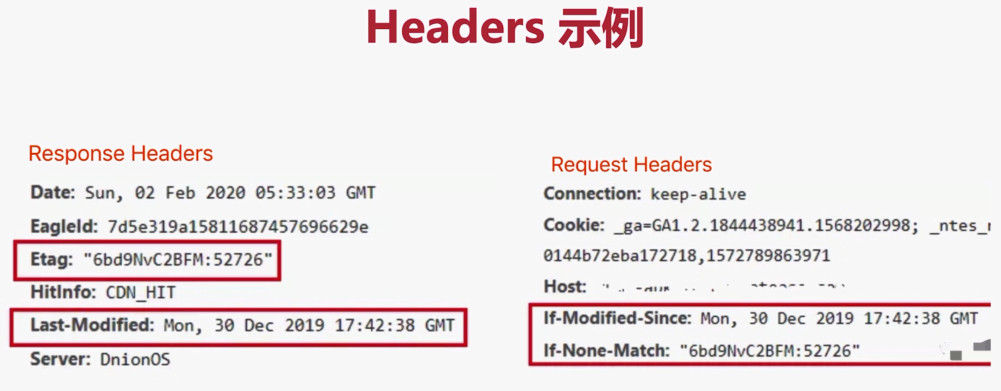 Headers 示例
Response Headers
Date: Sun, 02 Feb 2020 05:33:03 GMT
EagleId: 7d5e319a15811687457696629e
Etag: "6bd9NvC2BFM:52726"
HitInfo: CDN_HIT
Last-Modified: Mon, 30 Dec 2019 17:42:38 GMT
Server: DnionOS
Request Headers
Connection: keep-alive
Cookie: _ga=GA1.2.1844438941.1568202998; _ntes_n
0144b72eba172718,1572789863971
Host:
If-Modified-Since: Mon, 30 Dec 2019 17:42:38 GMT
If-None-Match: "6bd9NvC2BFM:52726"